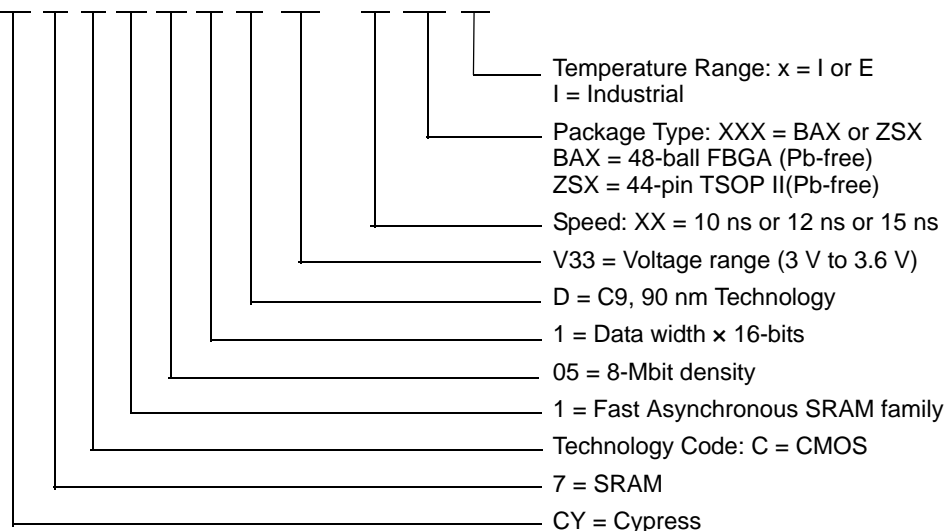 Temperature Range: x = I or E
I = Industrial
Package Type: XXX = BAX or ZSX
BAX = 48-ball FBGA (Pb-free)
ZSX = 44-pin TSOP II(Pb-free)
Speed: XX = 10 ns or 12 ns or 15 ns
V33 = Voltage range (3 V to 3.6 V)
D = C9, 90 nm Technology
1 = Data width × 16-bits
05 = 8-Mbit density
1 = Fast Asynchronous SRAM family
Technology Code: C = CMOS
7 = SRAM
CY = Cypress